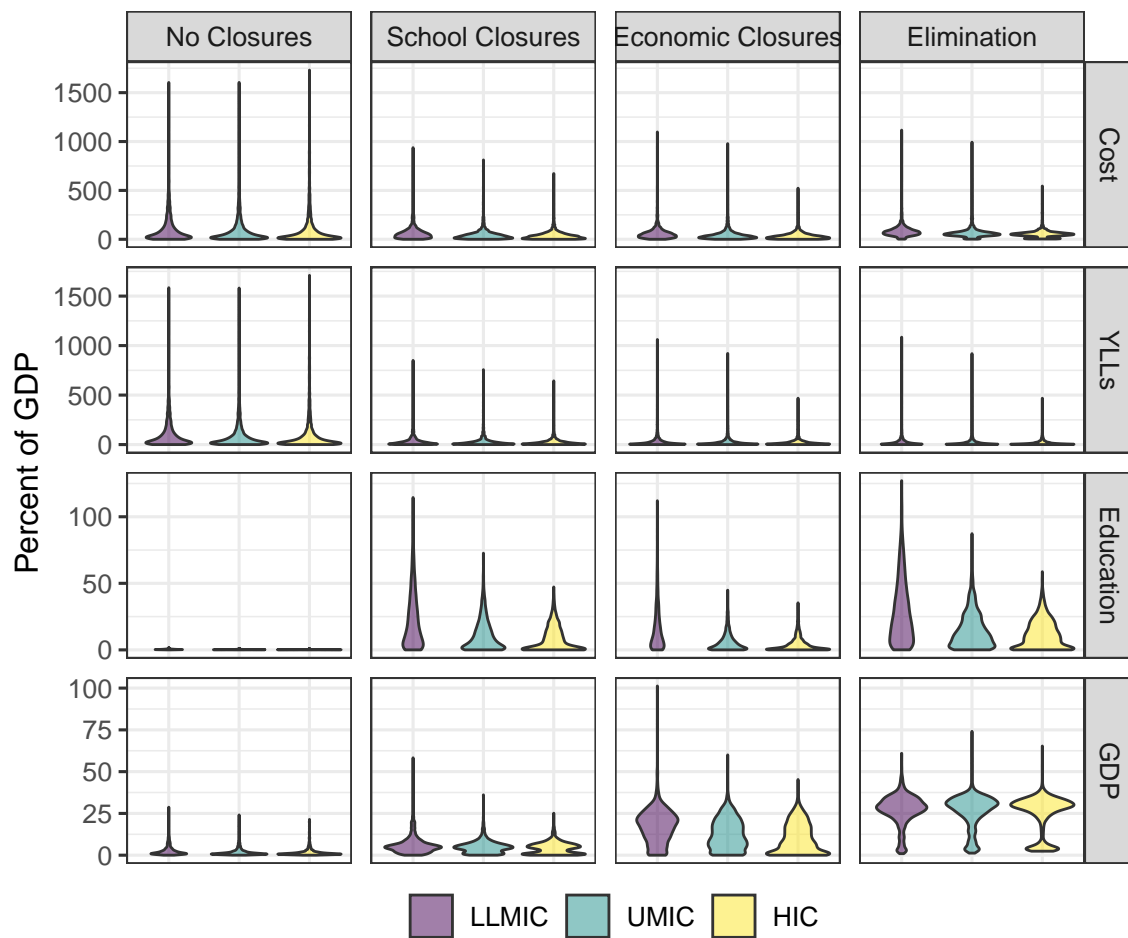 No Closures School Closures Economic Closures Elimination
1500
1000
500
0
Cost
1500
1000
500
0
YLLs
Percent of GDP
100
50
0
Education
100
75
50
25
0
GDP
LLMIC UMIC HIC